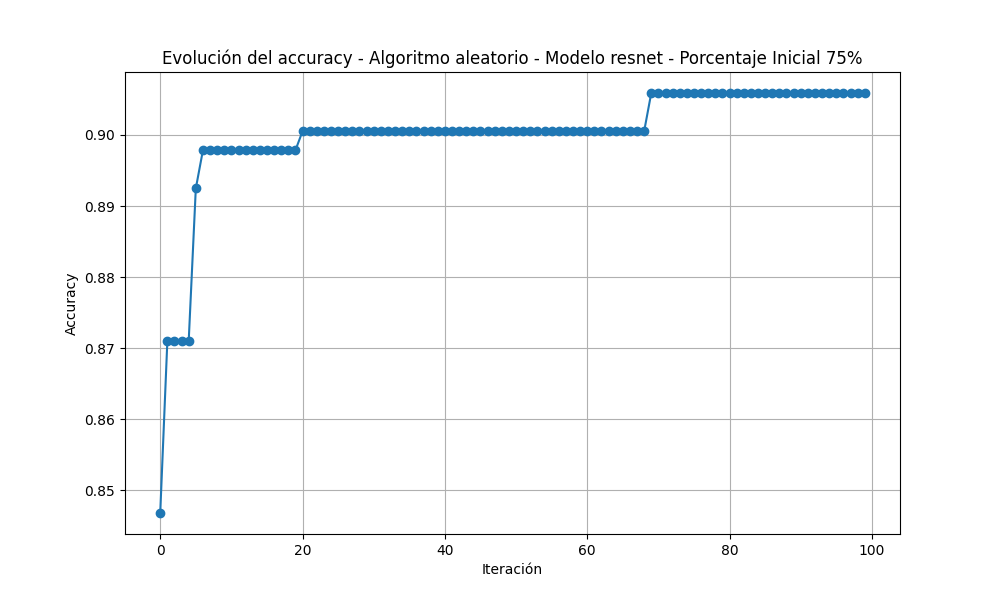 Evolución del accuracy - Algoritmo aleatorio - Modelo resnet - Porcentaje Inicial 75%
0.90
0.89
0.88
0.87
0.86
0.85
Accuracy
0 20 40 60 80 100
Iteración